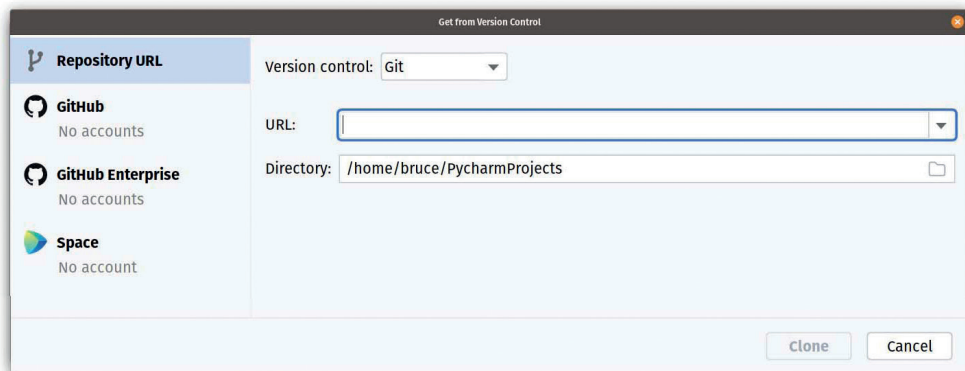 Get from Version Control
Repository URL
GitHub
No accounts
GitHub Enterprise
No accounts
Space
No account
Version control: Git
URL:
Directory: /home/bruce/PycharmProjects
Clone
Cancel